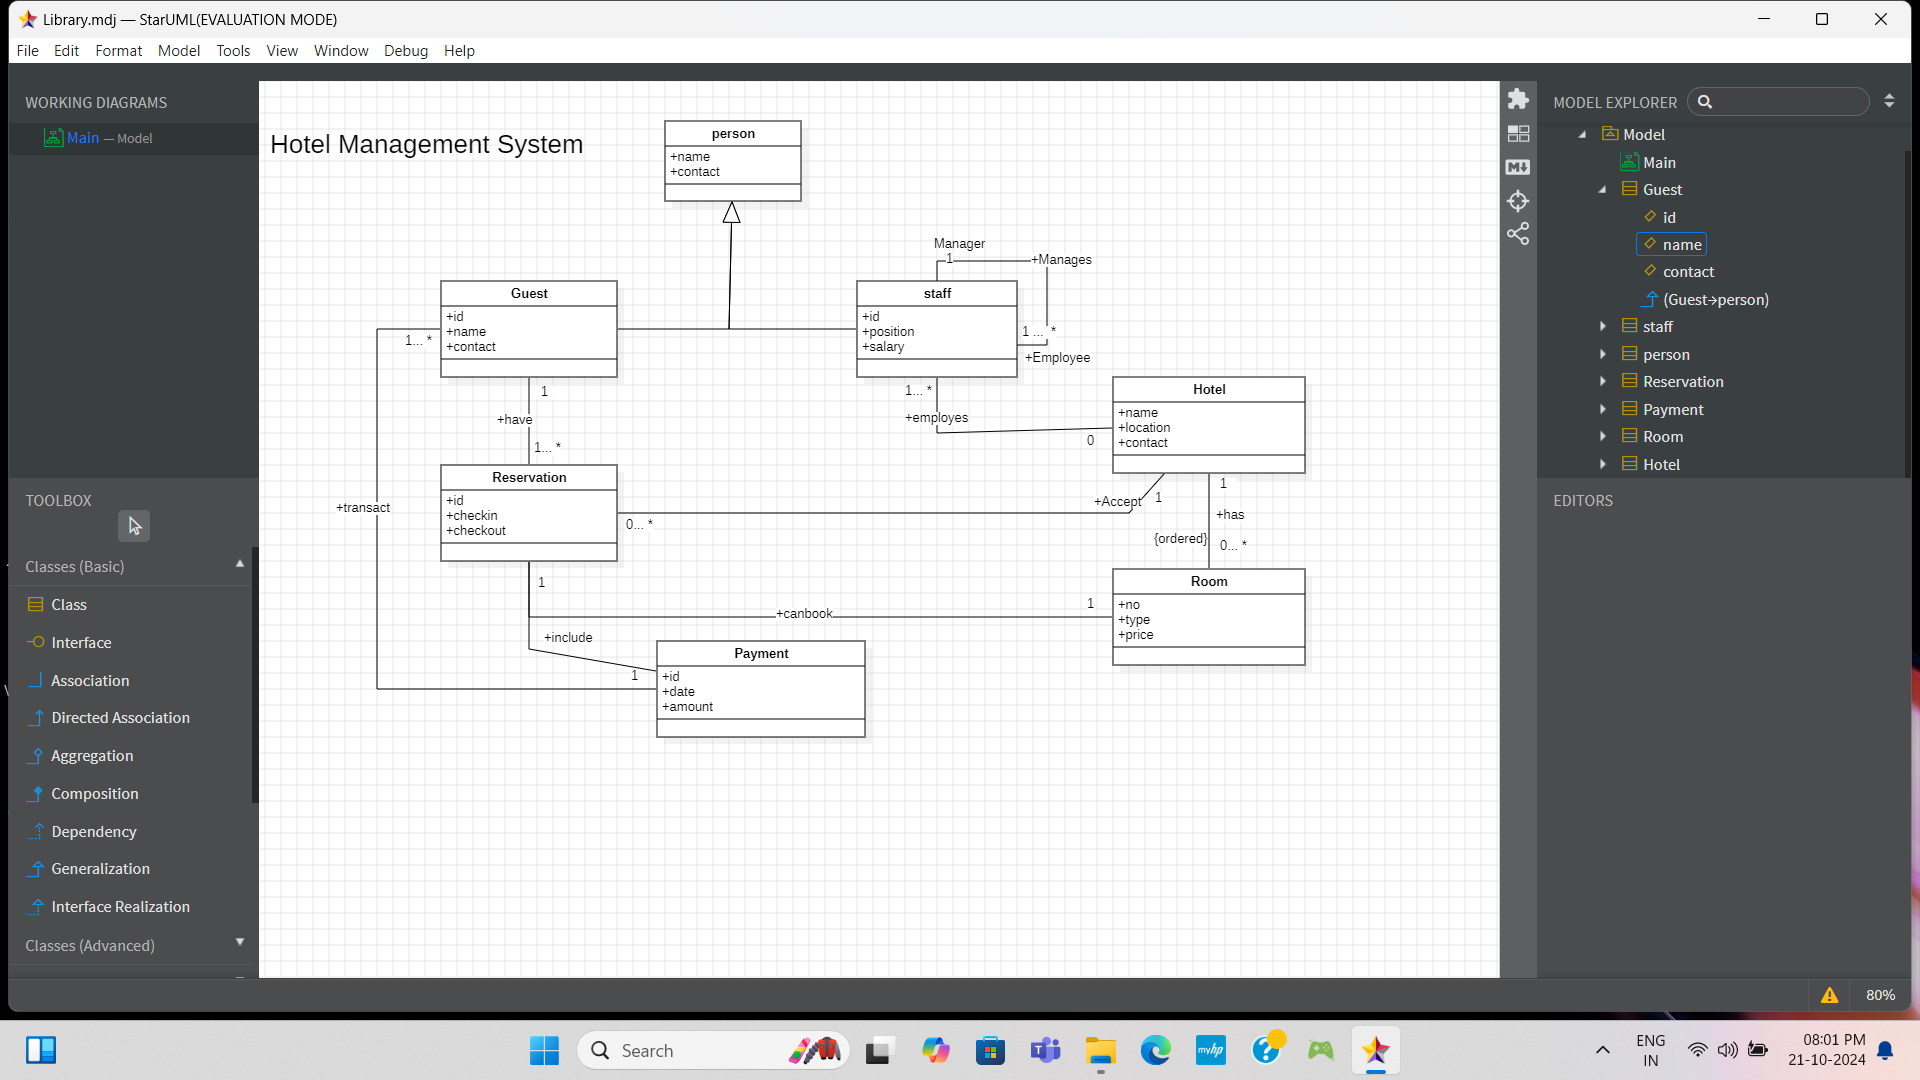 Library.mdj — StarUML(EVALUATION MODE)
File Edit Format Model Tools View Window Debug Help
WORKING DIAGRAMS
Main — Model
TOOLBOX
Classes (Basic)
Class
Interface
Association
Directed Association
Aggregation
Composition
Dependency
Generalization
Interface Realization
Classes (Advanced)
Hotel Management System
person
+name
+contact
Guest
+id
+name
+contact
staff
+id
+position
+salary
Manager
1
+Manages
1 ... *
+Employee
1... *
1
+have
1... *
1... *
+employes
0
Hotel
+name
+location
+contact
Reservation
+id
+checkin
+checkout
+transact
0... *
+Accept
1
1
+has
{ordered}
0... *
Room
+no
+type
+price
1
+canbook
1
+include
1
Payment
+id
+date
+amount
MODEL EXPLORER
Model
Main
Guest
id
name
contact
(Guest→person)
staff
person
Reservation
Payment
Room
Hotel
EDITORS
80%
Search
myhp
ENG
IN
08:01 PM
21-10-2024